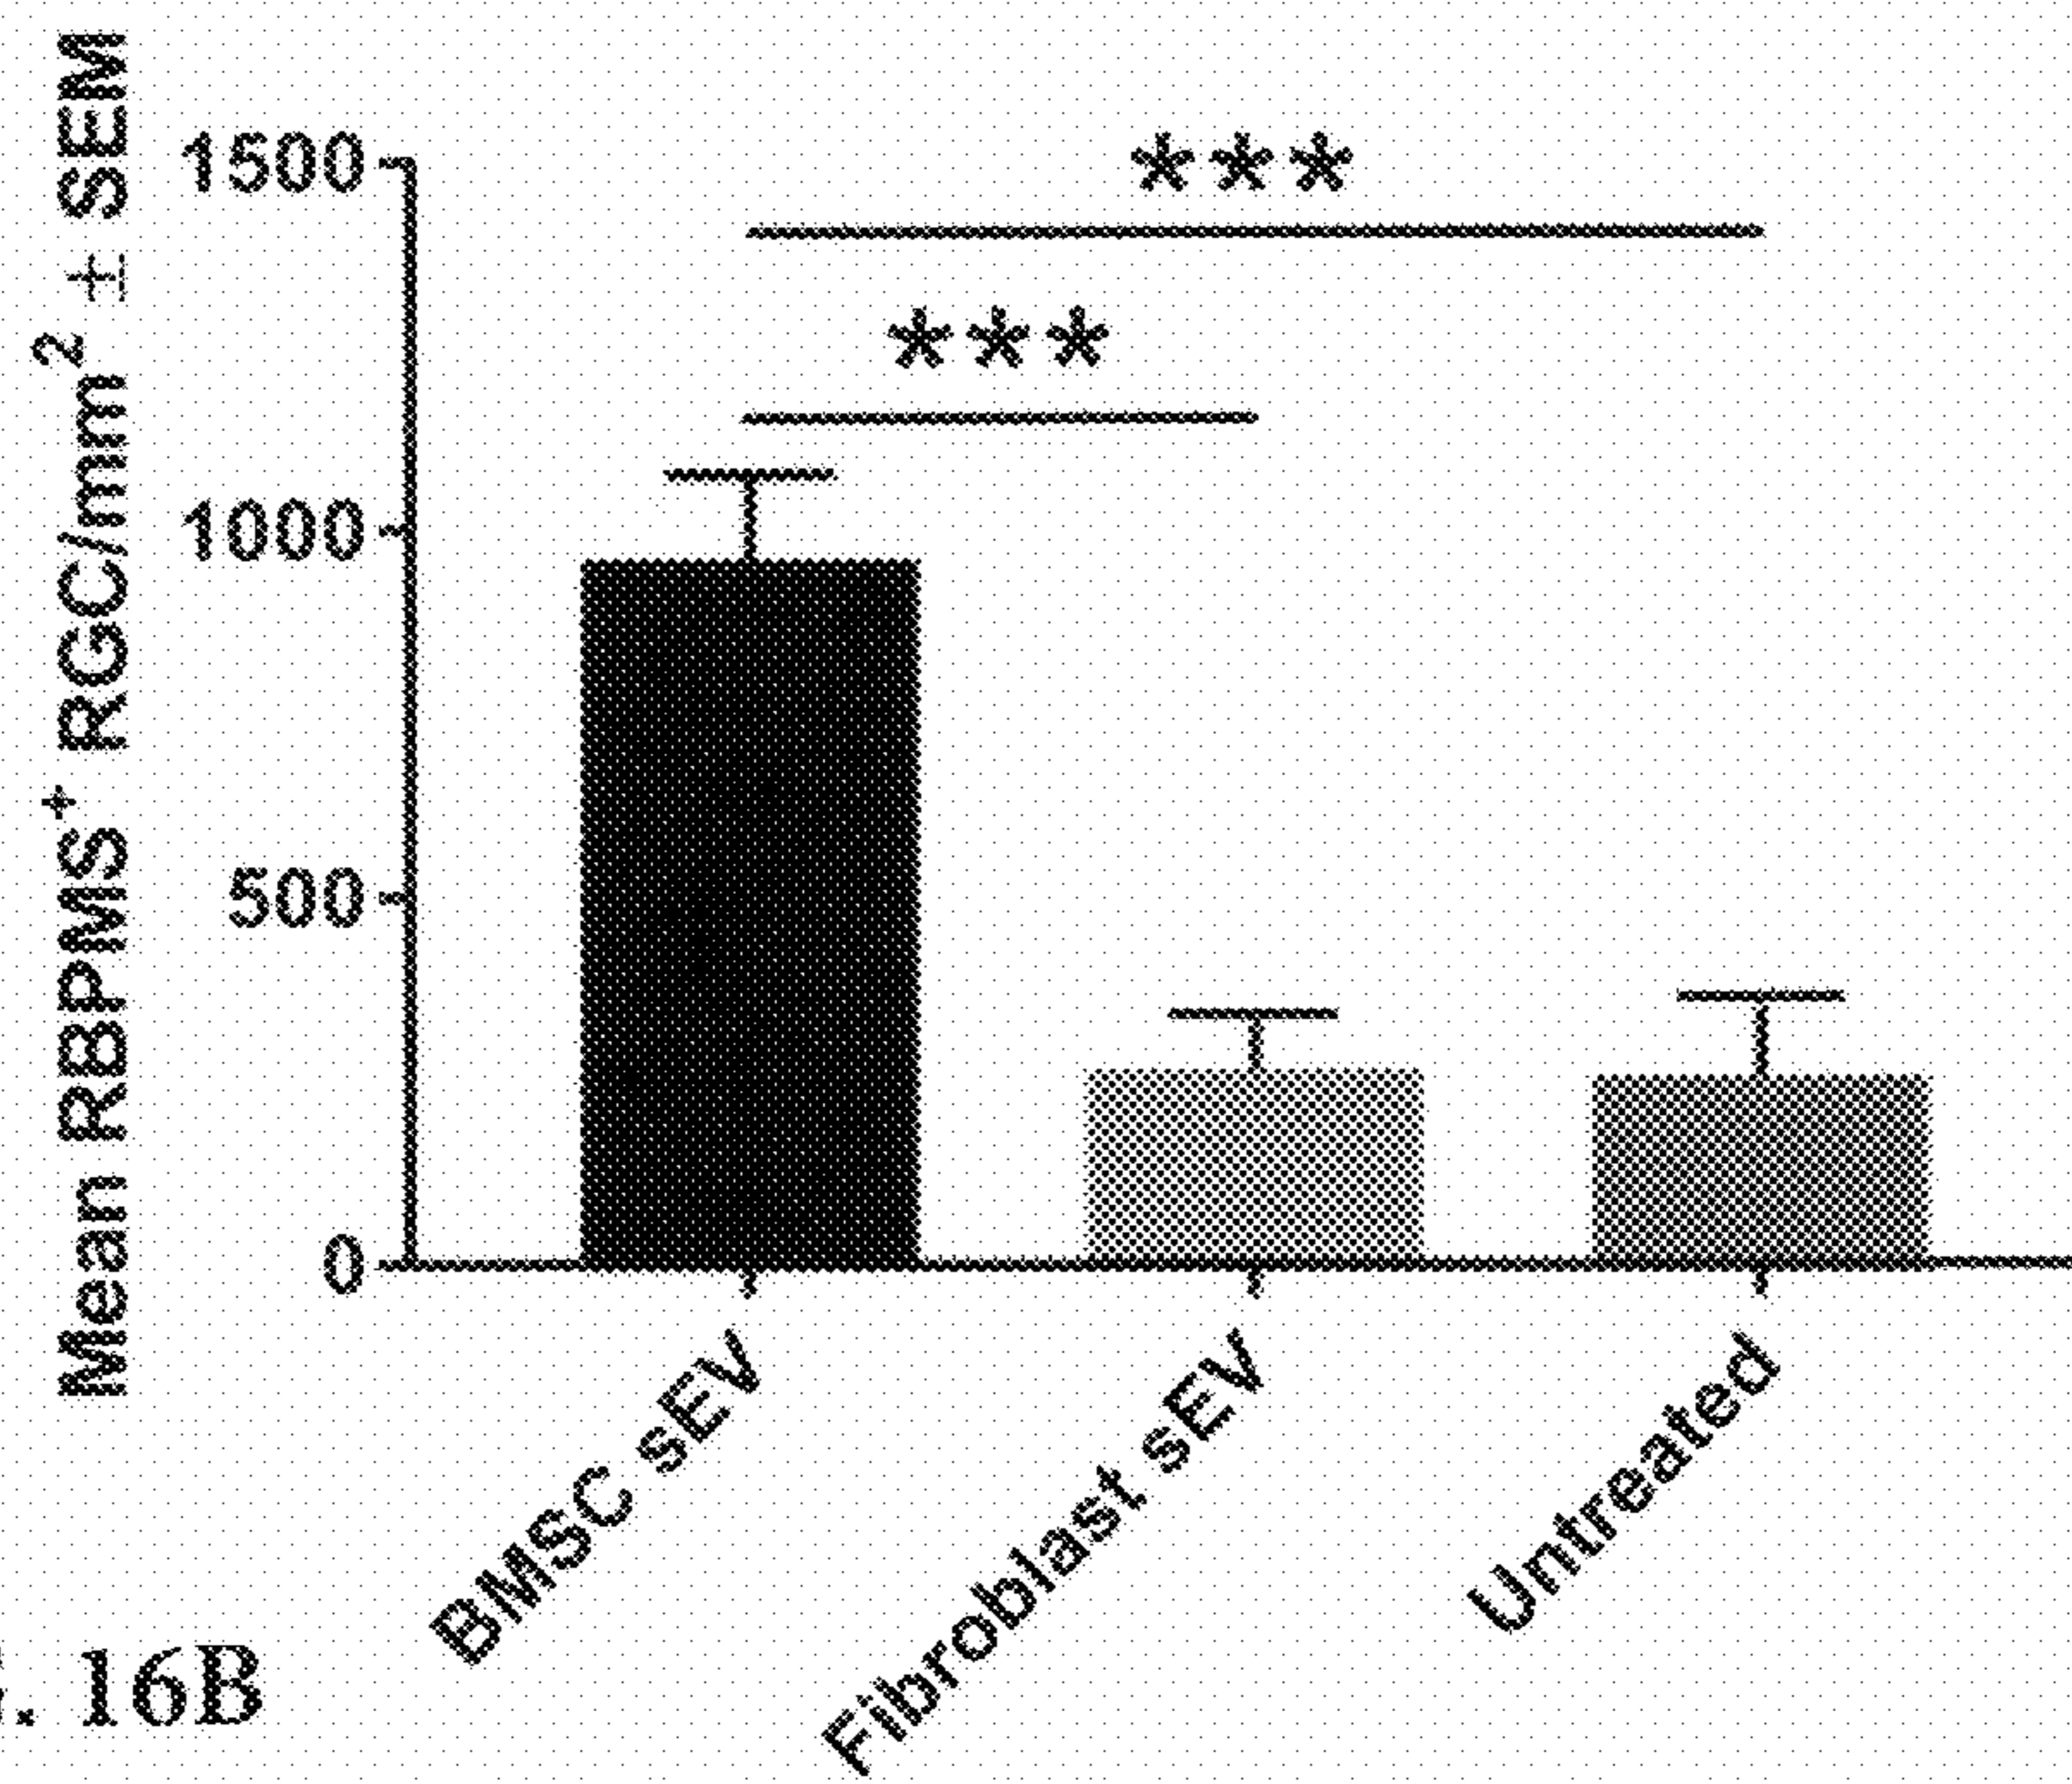 Mean RBPMS⁺ RGC/mm² ± SEM
1500
1000
500
0
***
***
BMSC sEV
Fibroblast sEV
Untreated
. 16B